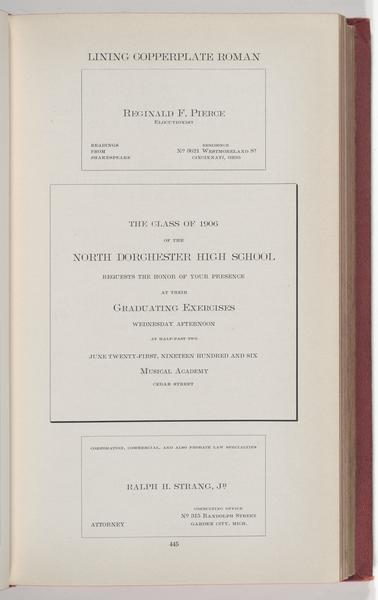 LINING COPPERPLATE ROMAN
REGINALD F. PIERCE
ELOCUTIONIST
READINGS
FROM
SHAKESPEARE
RESIDENCE
Nº 3621 WESTMORELAND ST
CINCINNATI, OHIO
THE CLASS OF 1906
OF THE
NORTH DORCHESTER HIGH SCHOOL
REQUESTS THE HONOR OF YOUR PRESENCE
AT THEIR
GRADUATING EXERCISES
WEDNESDAY AFTERNOON
AT HALF-PAST TWO
JUNE TWENTY-FIRST, NINETEEN HUNDRED AND SIX
MUSICAL ACADEMY
CEDAR STREET
CORPORATION, COMMERCIAL, AND ALSO PROBATE LAW SPECIALTIES
RALPH H. STRANG, JR
ATTORNEY
CONSULTING OFFICE
Nº 315 RANDOLPH STREET
GARDEN CITY, MICH.
445